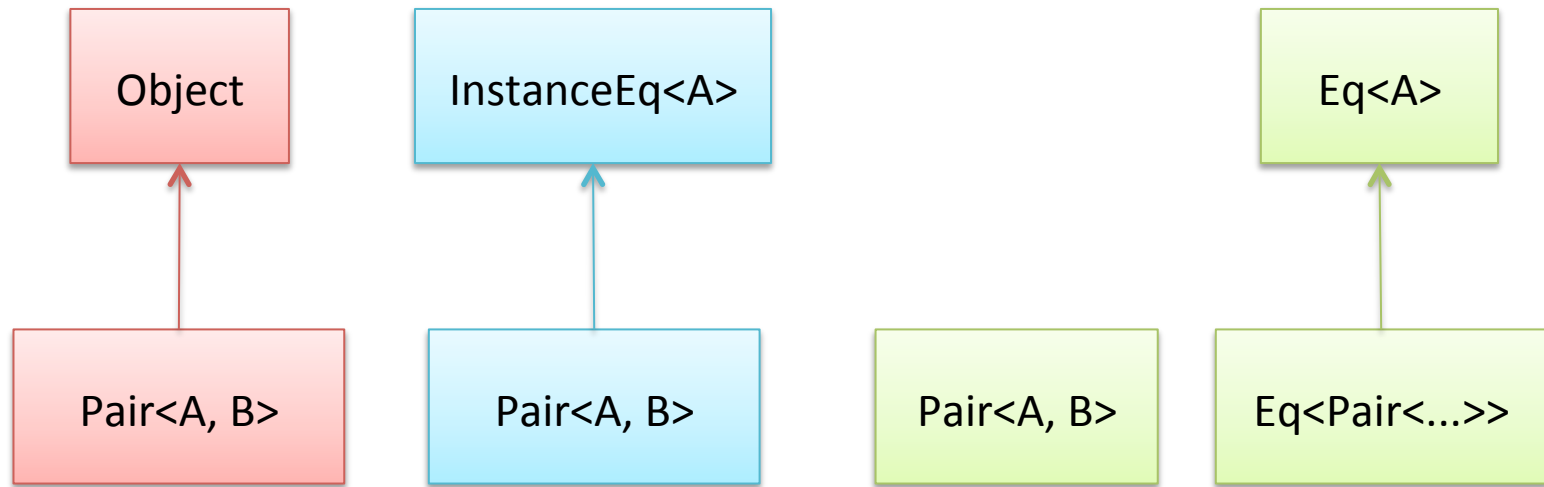 Object
InstanceEq<A>
Eq<A>
Pair<A, B>
Pair<A, B>
Pair<A, B>
Eq<Pair<...>>